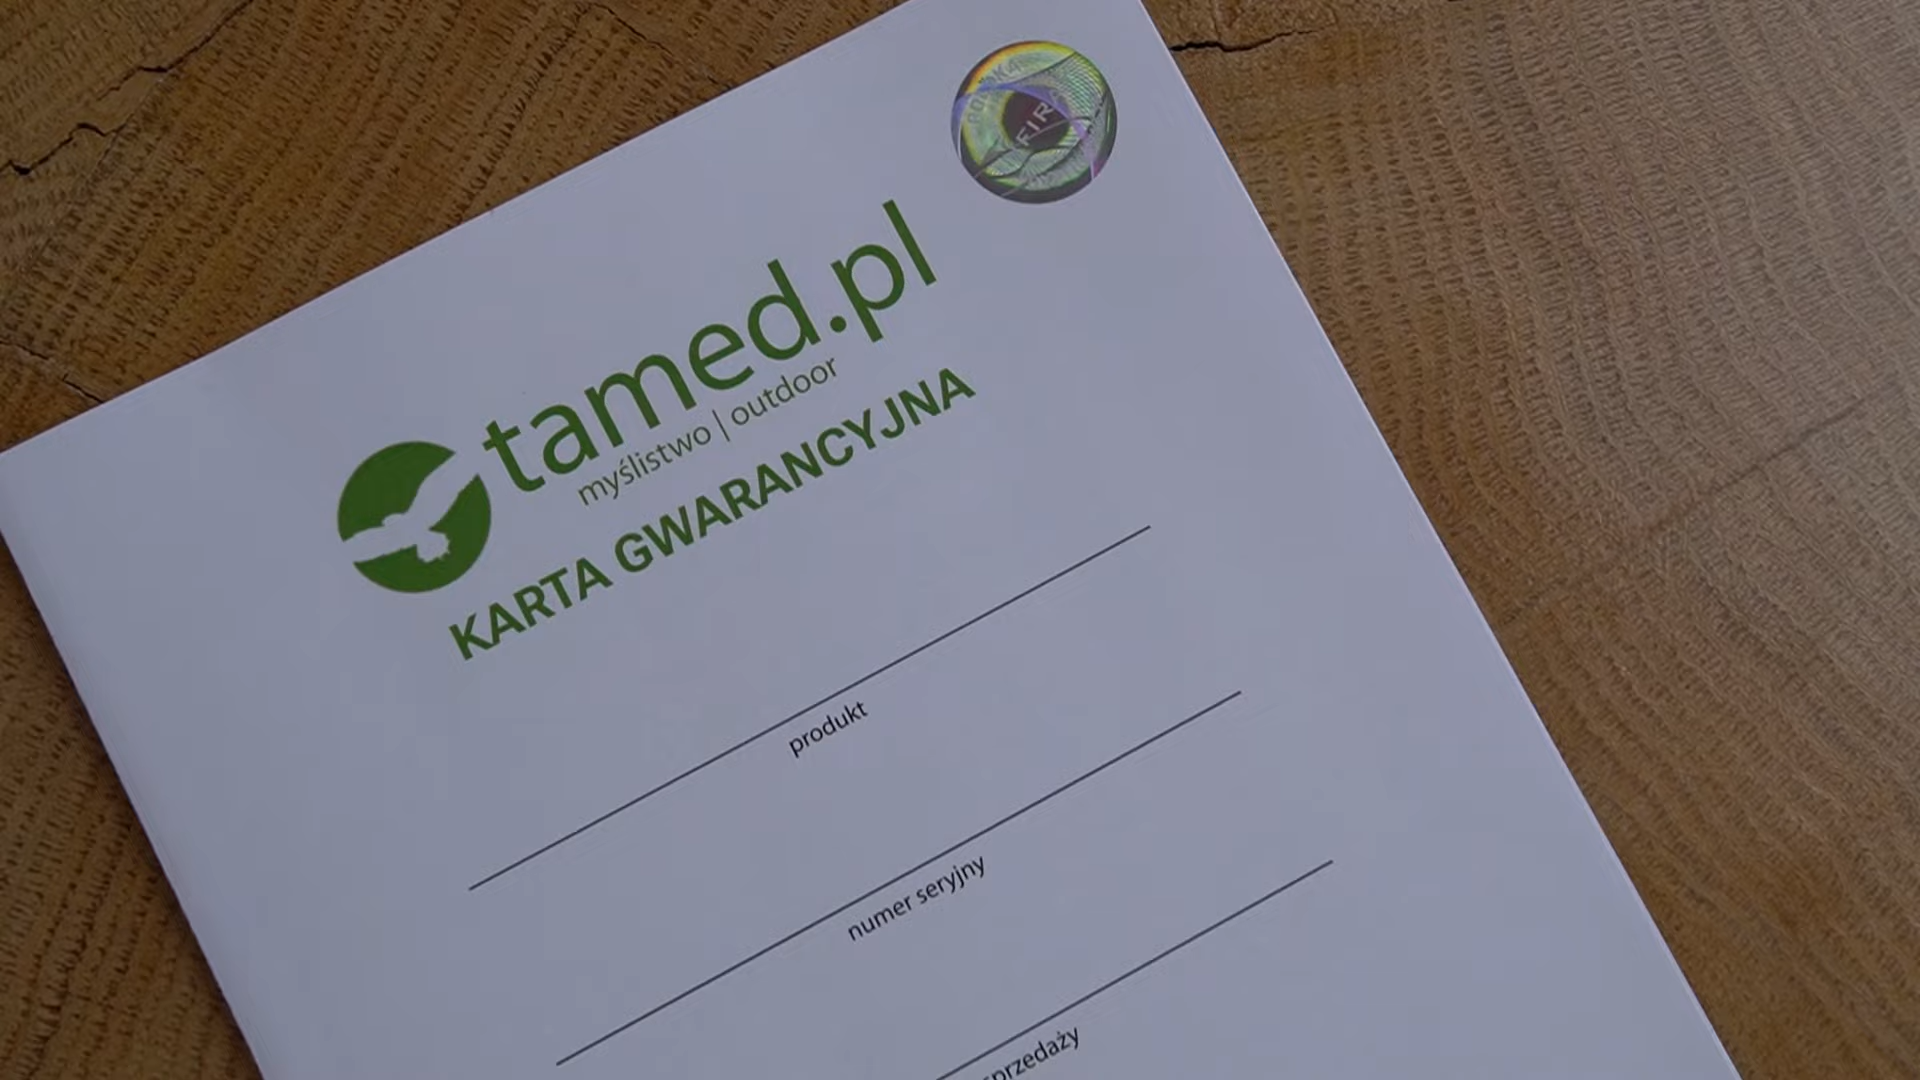 tamed.pl
myślistwo | outdoor
KARTA GWARANCYJNA
produkt
numer seryjny
sprzedaży